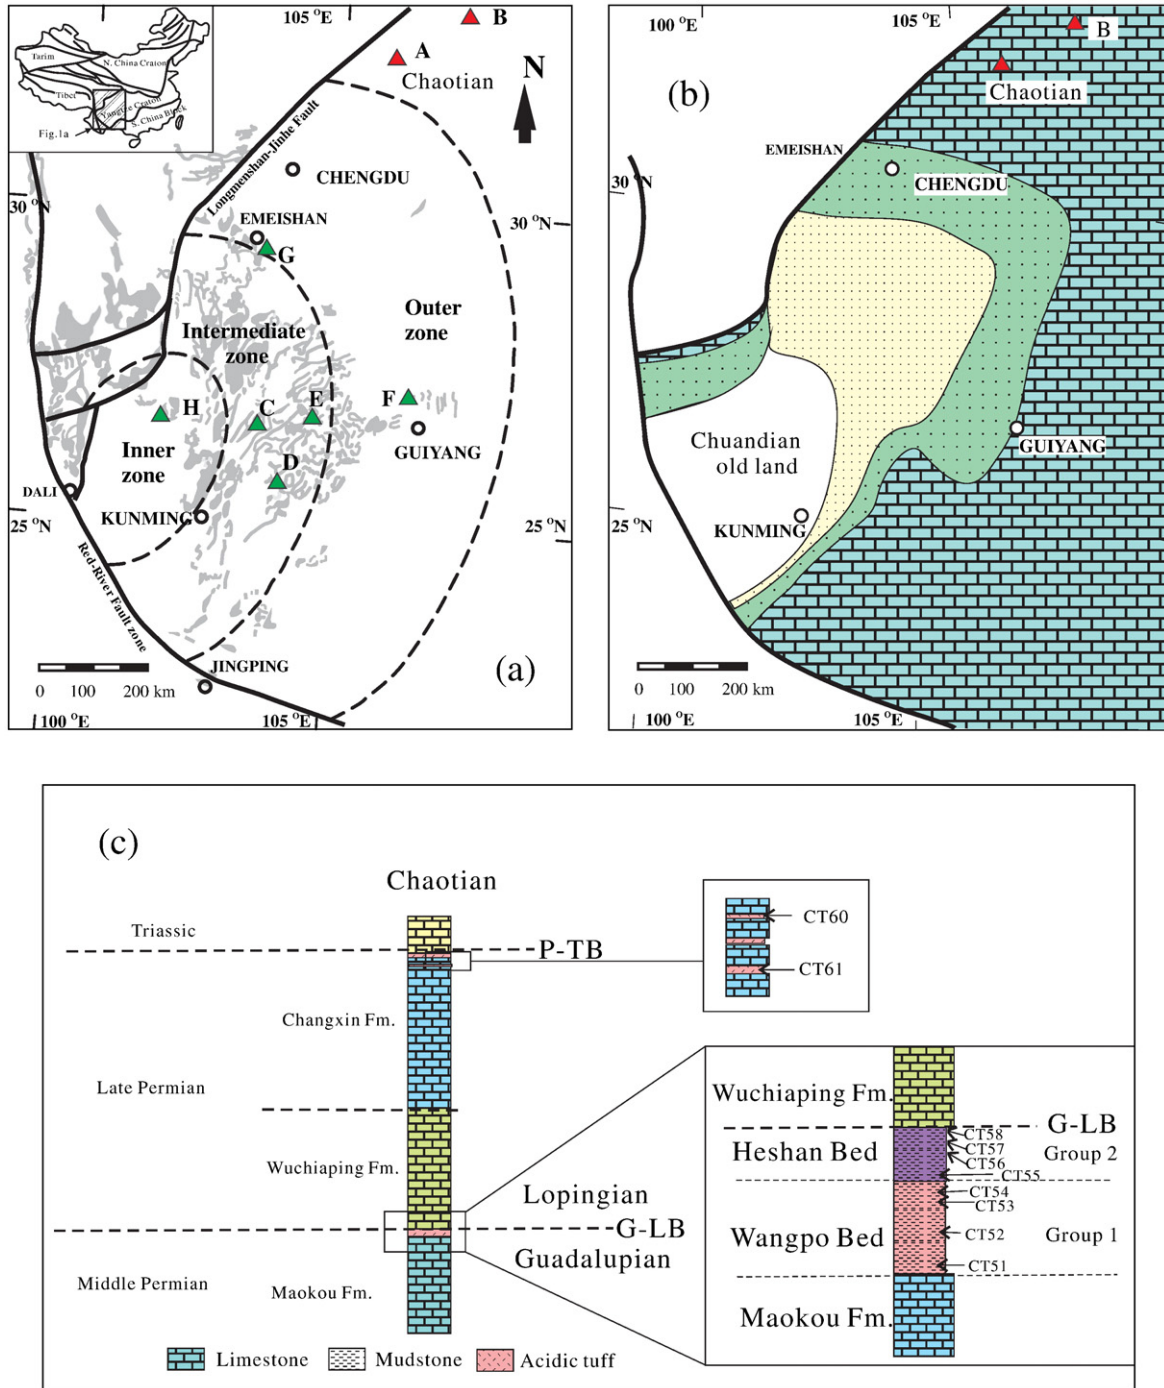 105 °E
B
A
Chaotian
N
Tarim
N. China Craton
Tibet
Yangtze Craton
S. China Block
Fig.1a
Longmenshan-Jinhe Fault
CHENGDU
30 °N
EMEISHAN
30 °N
G
Outer
zone
Intermediate
zone
H
C
E
F
Inner
zone
GUIYANG
D
DALI
KUNMING
25 °N
25 °N
Red-River Fault zone
JINGPING
(a)
0 100 200 km
100 °E
105 °E
100 °E
105 °E
B
(b)
Chaotian
EMEISHAN
CHENGDU
30 °N
Chuandian
old land
GUIYANG
KUNMING
25 °N
0 100 200 km
100 °E
105 °E
(c)
Chaotian
Triassic
P-TB
Changxin Fm.
Late Permian
Wuchiaping Fm.
Lopingian
G-LB
Guadalupian
Middle Permian
Maokou Fm.
CT60
CT61
Wuchiaping Fm.
G-LB
Heshan Bed
CT58
CT57
CT56
CT55
Group 2
CT54
CT53
Wangpo Bed
CT52
Group 1
CT51
Maokou Fm.
Limestone
Mudstone
Acidic tuff